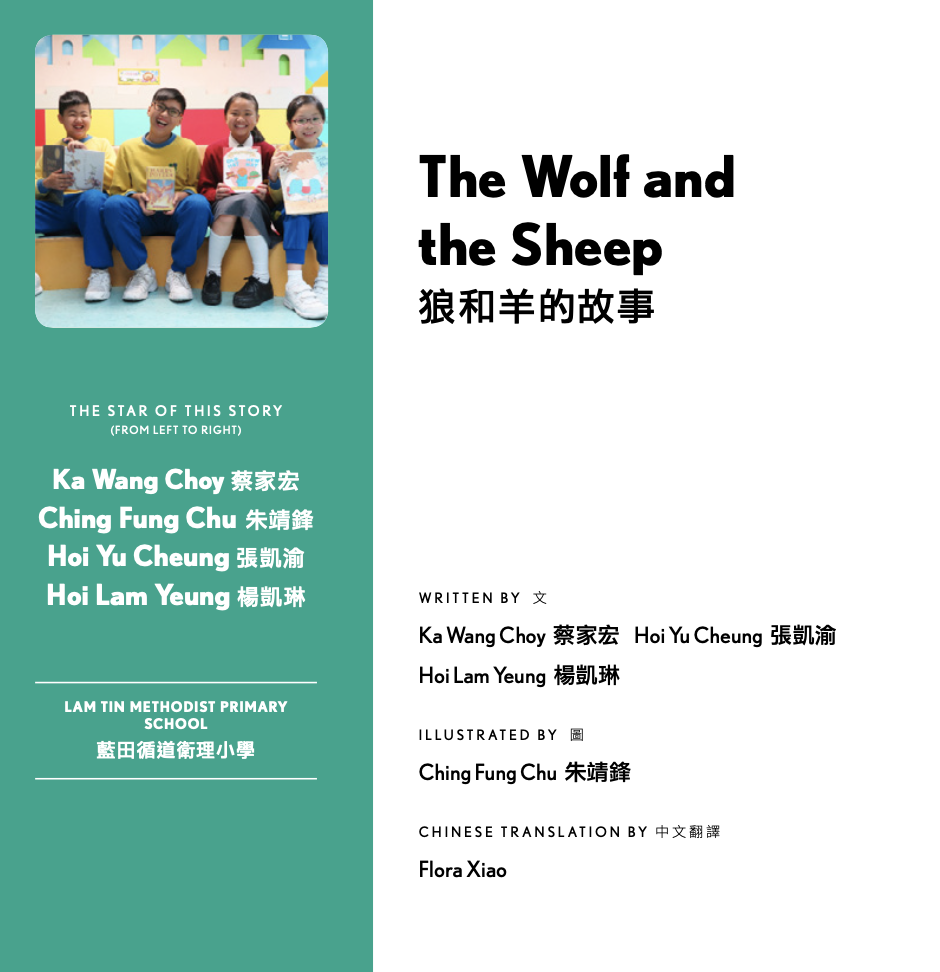 THE STAR OF THIS STORY
(FROM LEFT TO RIGHT)
Ka Wang Choy 蔡家宏
Ching Fung Chu 朱靖鋒
Hoi Yu Cheung 張凱渝
Hoi Lam Yeung 楊凱琳
LAM TIN METHODIST PRIMARY
SCHOOL
藍田循道衛理小學
The Wolf and
the Sheep
狼和羊的故事
WRITTEN BY 文
Ka Wang Choy 蔡家宏 Hoi Yu Cheung 張凱渝
Hoi Lam Yeung 楊凱琳
ILLUSTRATED BY 圖
Ching Fung Chu 朱靖鋒
CHINESE TRANSLATION BY 中文翻譯
Flora Xiao